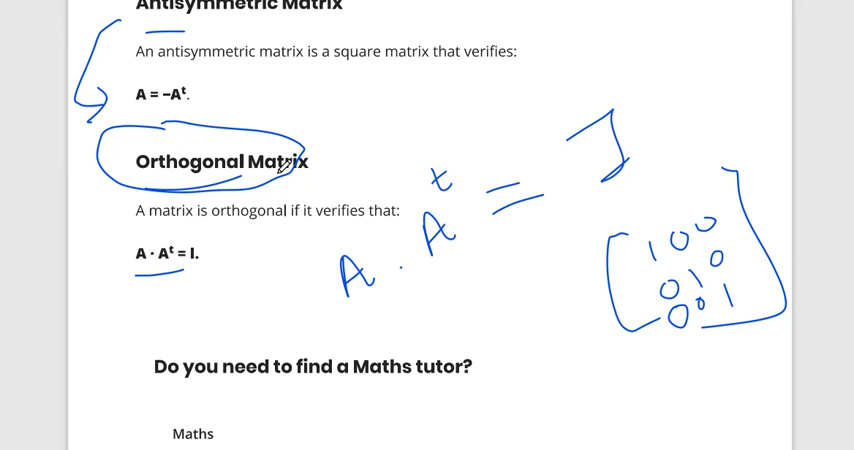 Antisymmetric Matrix
An antisymmetric matrix is a square matrix that verifies:
A = –Aᵗ.
Orthogonal Matrix
A matrix is orthogonal if it verifies that:
A · Aᵗ = I.
A · Aᵗ = I
1 0 0
0 1 0
0 0 1
Do you need to find a Maths tutor?
Maths